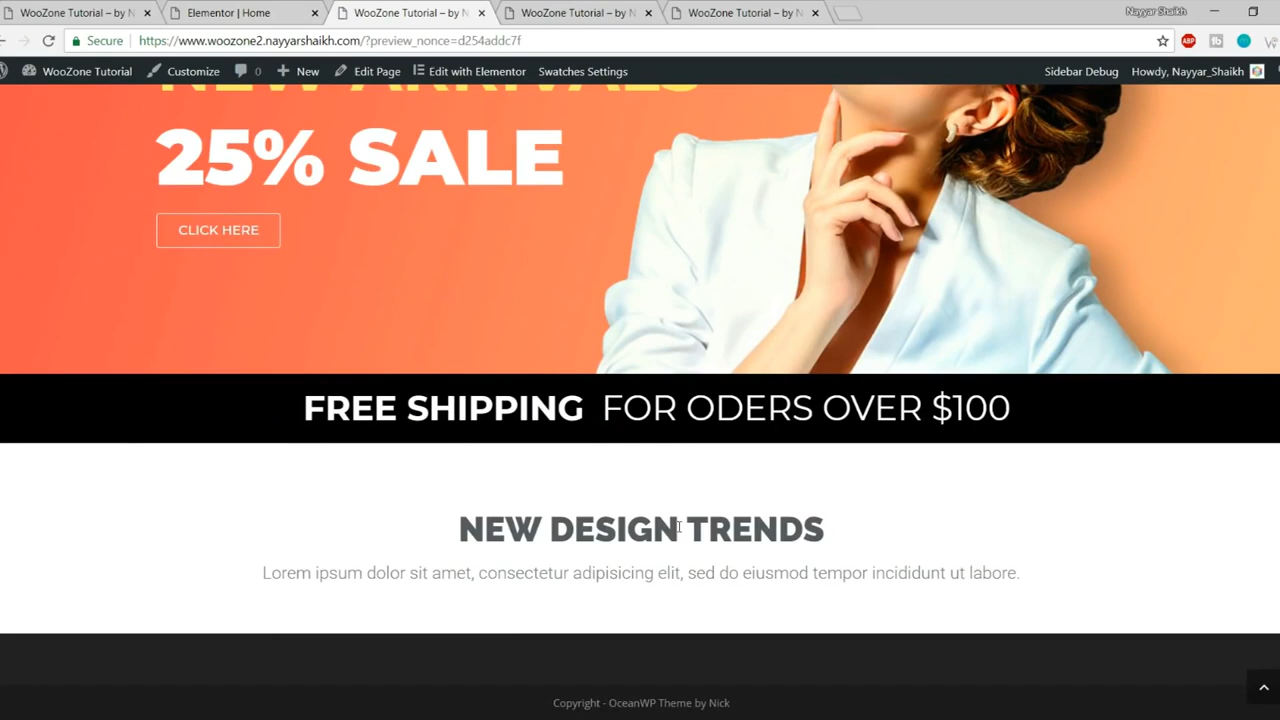 WooZone Tutorial – by N
Elementor | Home
WooZone Tutorial – by N
WooZone Tutorial – by N
WooZone Tutorial – by N
Nayyar Shaikh
Secure
https://www.woozone2.nayyarshaikh.com/?preview_nonce=d254addc7f
ABP
WooZone Tutorial
Customize
0
New
Edit Page
Edit with Elementor
Swatches Settings
Sidebar Debug
Howdy, Nayyar_Shaikh
NEW ARRIVALS
25% SALE
CLICK HERE
FREE SHIPPING FOR ODERS OVER $100
NEW DESIGN TRENDS
Lorem ipsum dolor sit amet, consectetur adipisicing elit, sed do eiusmod tempor incididunt ut labore.
Copyright - OceanWP Theme by Nick